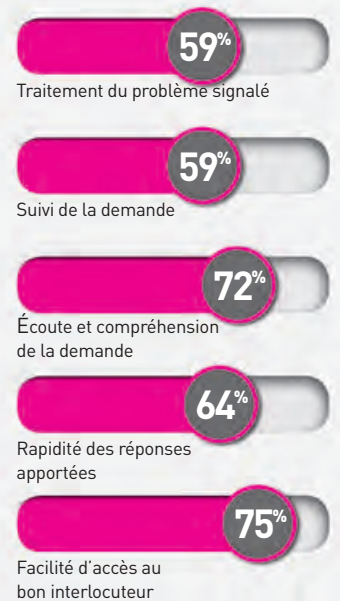 59%
Traitement du problème signalé
59%
Suivi de la demande
72%
Écoute et compréhension
de la demande
64%
Rapidité des réponses
apportées
75%
Facilité d'accès au
bon interlocuteur